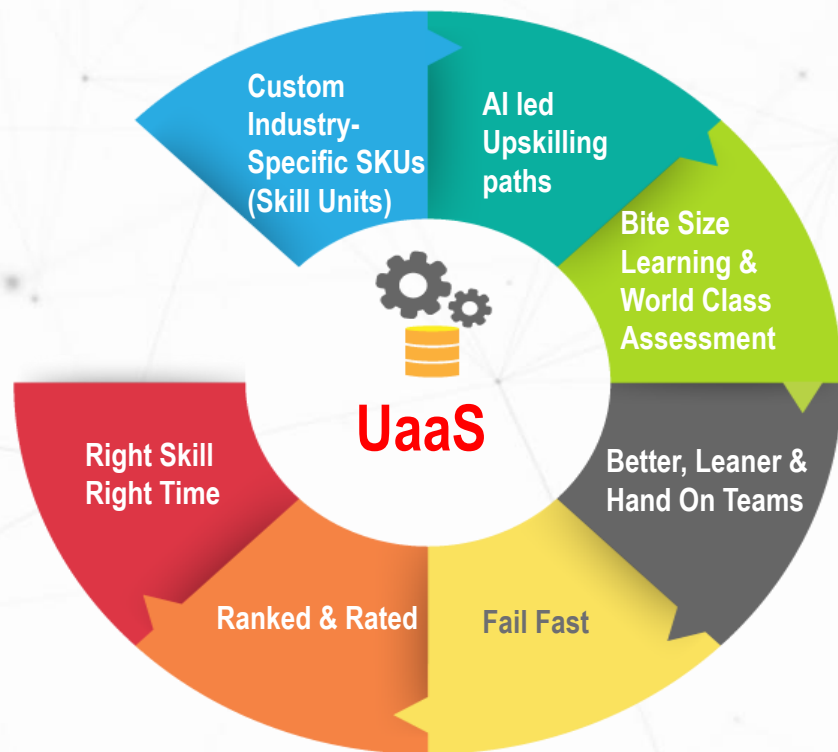 Custom
Industry-
Specific SKUs
(Skill Units)
AI led
Upskilling
paths
Bite Size
Learning &
World Class
Assessment
Better, Leaner &
Hand On Teams
Fail Fast
Ranked & Rated
Right Skill
Right Time
UaaS